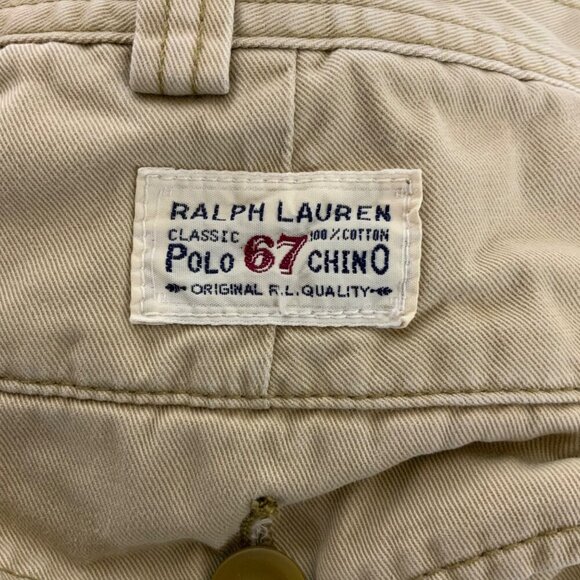 RALPH LAUREN
CLASSIC 67 100% COTTON
POLO CHINO
ORIGINAL R.L. QUALITY